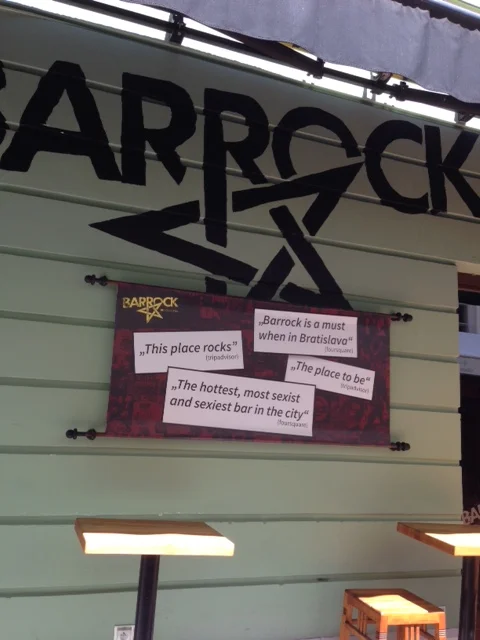 BARROCK
BARROCK
„This place rocks“
(tripadvisor)
„Barrock is a must
when in Bratislava“
(foursquare)
„The place to be“
(tripadvisor)
„The hottest, most sexist
and sexiest bar in the city“
(foursquare)